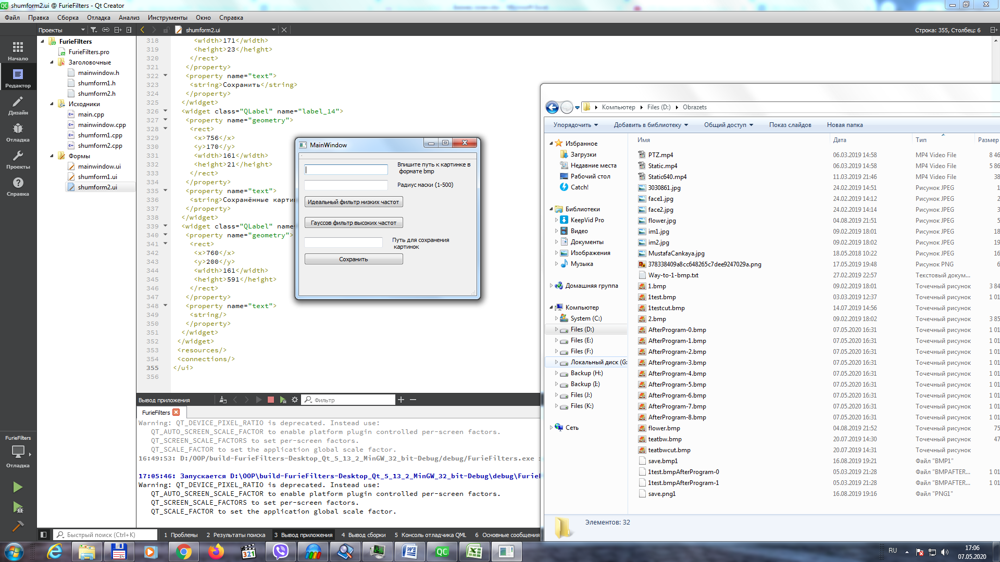 shumform2.ui @ FurieFilters - Qt Creator
Файл Правка Сборка Отладка Анализ Инструменты Окно Справка
Проекты
shumform2.ui
Строка: 355, Столбец: 6
Начало
Редактор
Дизайн
Отладка
Проекты
Справка
FurieFilters
Отладка
FurieFilters
FurieFilters.pro
Заголовочные
mainwindow.h
shumform1.h
shumform2.h
Исходники
main.cpp
mainwindow.cpp
shumform1.cpp
shumform2.cpp
Формы
mainwindow.ui
shumform1.ui
shumform2.ui
318 <width>171</width>
319 <height>23</height>
320 </rect>
321 </property>
322 <property name="text">
323 <string>Сохранить</string>
324 </property>
325 </widget>
326 <widget class="QLabel" name="label_14">
327 <property name="geometry">
328 <rect>
329 <x>756</x>
330 <y>170</y>
331 <width>161</width>
332 <height>21</height>
333 </rect>
334 </property>
335 <property name="text">
336 <string>Сохранённые карти
337 </property>
338 </widget>
339 <widget class="QLabel" nam
340 <property name="geometry">
341 <rect>
342 <x>760</x>
343 <y>200</y>
344 <width>161</width>
345 <height>591</height>
346 </rect>
347 </property>
348 <property name="text">
349 <string/>
350 </property>
351 </widget>
352 </widget>
353 <resources/>
354 <connections/>
355 </ui>
356
MainWindow
Впишите путь к картинке в
формате bmp
Радиус маски (1-500)
Идеальный фильтр низких частот
Гауссов фильтр высоких частот
Путь для сохранения
картинок
Сохранить
Вывод приложения
Фильтр
FurieFilters
Warning: QT_DEVICE_PIXEL_RATIO is deprecated. Instead use:
QT_AUTO_SCREEN_SCALE_FACTOR to enable platform plugin controlled per-screen factors.
QT_SCREEN_SCALE_FACTORS to set per-screen factors.
QT_SCALE_FACTOR to set the application global scale factor.
16:49:53: D:/OOP/build-FurieFilters-Desktop_Qt_5_13_2_MinGW_32_bit-Debug/debug/FurieFilters.exe
17:05:46: Запускается D:\OOP\build-FurieFilters-Desktop_Qt_5_13_2_MinGW_32_bit-Debug\debug\Furie
Warning: QT_DEVICE_PIXEL_RATIO is deprecated. Instead use:
QT_AUTO_SCREEN_SCALE_FACTOR to enable platform plugin controlled per-screen factors.
QT_SCREEN_SCALE_FACTORS to set per-screen factors.
QT_SCALE_FACTOR to set the application global scale factor.
Быстрый поиск (Ctrl+K)
1 Проблемы 2 Результаты поиска 3 Вывод приложения 4 Вывод сборки 5 Консоль отладчика QML 6 Основные сообщения
Компьютер Files (D:) Obrazets
Упорядочить Добавить в библиотеку Общий доступ Показ слайдов Новая папка
Избранное
Загрузки
Недавние места
Рабочий стол
Catch!
Библиотеки
KeepVid Pro
Видео
Документы
Изображения
Музыка
Домашняя группа
Компьютер
System (C:)
Files (D:)
Files (E:)
Files (F:)
Локальный диск (G:
Backup (H:)
Backup (I:)
Files (J:)
Files (K:)
Сеть
Имя Дата Тип Размер
PTZ.mp4 06.03.2019 14:58 MP4 Video File 8 46
Static.mp4 06.03.2019 14:58 MP4 Video File 5 86
Static640.mp4 11.03.2019 21:46 MP4 Video File 38
3030861.jpg 24.02.2019 14:51 Рисунок JPEG 1
face1.jpg 24.02.2019 14:12 Рисунок JPEG 2
face2.jpg 24.02.2019 14:14 Рисунок JPEG 3
flower.jpg 04.08.2019 21:51 Рисунок JPEG 5
im1.jpg 09.02.2019 18:01 Рисунок JPEG 18
im2.jpg 09.02.2019 18:02 Рисунок JPEG 19
MustafaCankaya.jpg 18.05.2018 10:22 Рисунок JPEG 16
378338409a8cc648265c7dee9247029a.png 17.05.2019 19:48 Рисунок PNG 6
Way-to-1-bmp.txt 27.02.2019 22:57 Текстовый докум...
1.bmp 09.02.2019 18:01 Точечный рисунок 3 84
1test.bmp 03.03.2019 12:37 Точечный рисунок 1 01
1testcut.bmp 14.07.2019 14:56 Точечный рисунок
2.bmp 09.02.2019 18:02 Точечный рисунок 3 85
AfterProgram-0.bmp 07.05.2020 16:31 Точечный рисунок 1 01
AfterProgram-1.bmp 07.05.2020 16:31 Точечный рисунок 1 01
AfterProgram-2.bmp 07.05.2020 16:31 Точечный рисунок 1 01
AfterProgram-3.bmp 07.05.2020 16:31 Точечный рисунок 1 01
AfterProgram-4.bmp 07.05.2020 16:31 Точечный рисунок 1 01
AfterProgram-5.bmp 07.05.2020 16:31 Точечный рисунок 1 01
AfterProgram-6.bmp 07.05.2020 16:31 Точечный рисунок 1 01
AfterProgram-7.bmp 07.05.2020 16:31 Точечный рисунок 1 01
AfterProgram-8.bmp 07.05.2020 16:31 Точечный рисунок 1 01
flower.bmp 04.08.2019 21:52 Точечный рисунок 75
teatbw.bmp 20.07.2019 14:30 Точечный рисунок 47
teatbwcut.bmp 20.07.2019 14:31 Точечный рисунок
save.bmp1 16.08.2019 19:21 Файл "BMP1"
1test.bmpAfterProgram-0 05.03.2019 21:28 Файл "BMPAFTER... 1 01
1test.bmpAfterProgram-1 05.03.2019 21:28 Файл "BMPAFTER... 1 01
save.png1 16.08.2019 19:16 Файл "PNG1"
Элементов: 32
RU
17:06
07.05.2020